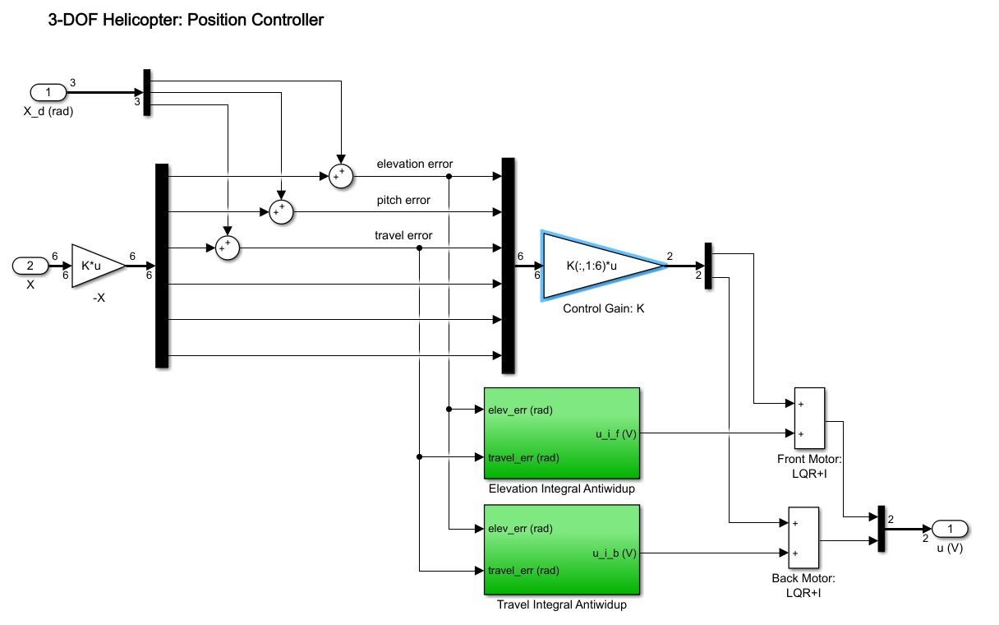 3-DOF Helicopter: Position Controller
3
1
3
X_d (rad)
+
+
elevation error
+
+
pitch error
+
+
travel error
6
6
6
2
2
K*u
6
6
6
K(:,1:6)*u
2
X
-X
Control Gain: K
elev_err (rad)
+
u_i_f (V)
+
travel_err (rad)
Front Motor:
LQR+I
Elevation Integral Antiwidup
elev_err (rad)
+
2
1
2
u_i_b (V)
+
u (V)
travel_err (rad)
Back Motor:
LQR+I
Travel Integral Antiwidup